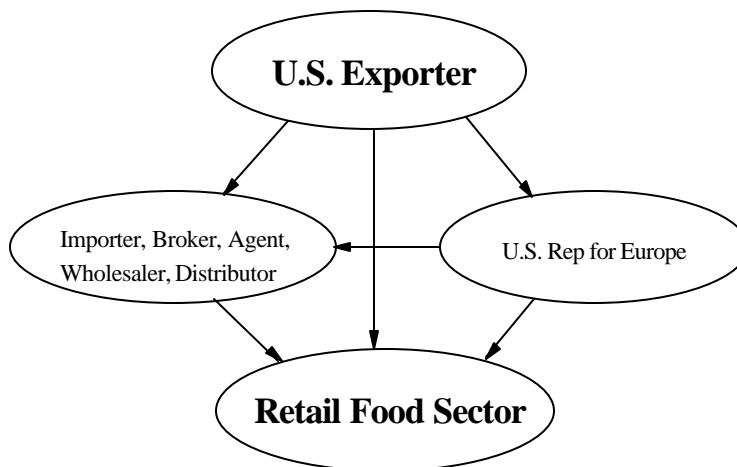 U.S. Exporter
Importer, Broker, Agent,
Wholesaler, Distributor
U.S. Rep for Europe
Retail Food Sector